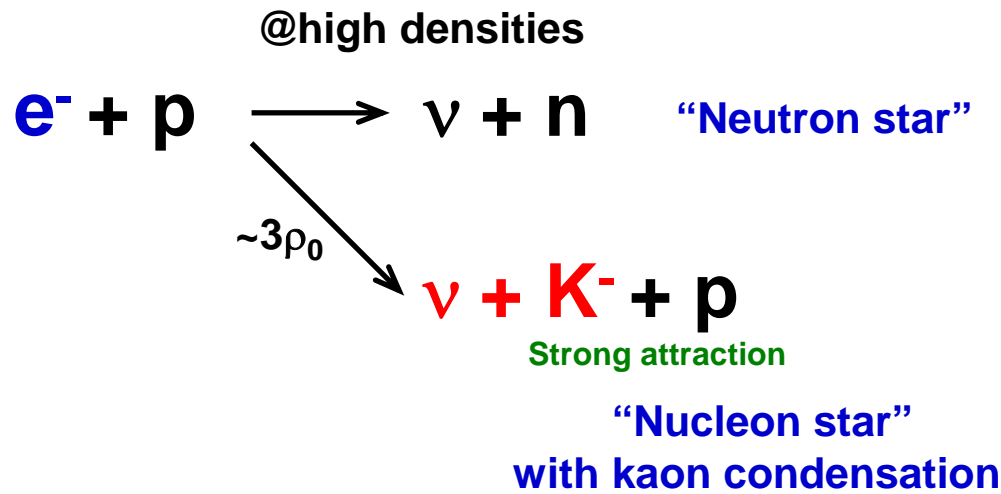 @high densities
e⁻ + p → ν + n “Neutron star”
~3ρ₀
ν + K⁻ + p
Strong attraction
“Nucleon star”
with kaon condensation